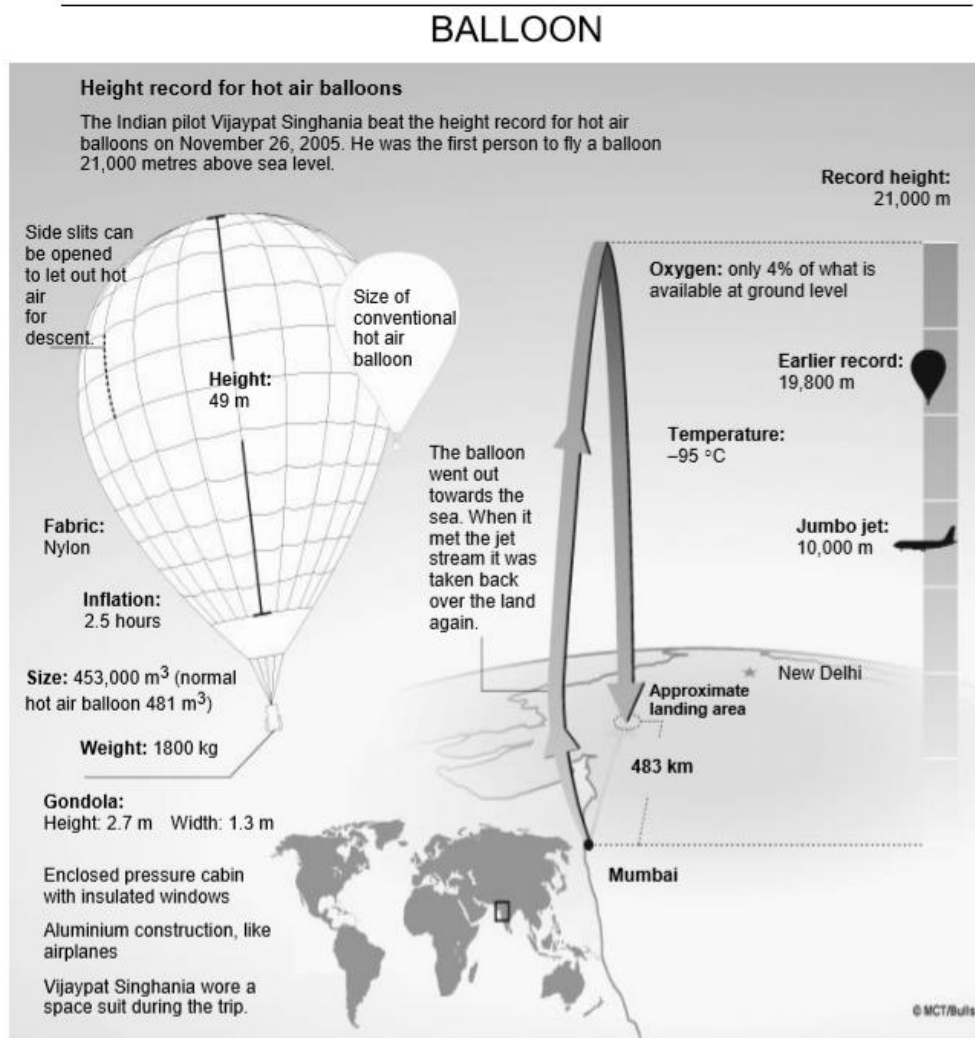 BALLOON
Height record for hot air balloons
The Indian pilot Vijaypat Singhania beat the height record for hot air
balloons on November 26, 2005. He was the first person to fly a balloon
21,000 metres above sea level.
Record height:
21,000 m
Side slits can
be opened
to let out hot
air
for
descent.
Size of
conventional
hot air
balloon
Height:
49 m
Oxygen: only 4% of what is
available at ground level
Earlier record:
19,800 m
Temperature:
–95 °C
The balloon
went out
towards the
sea. When it
met the jet
stream it was
taken back
over the land
again.
Jumbo jet:
10,000 m
Fabric:
Nylon
Inflation:
2.5 hours
Size: 453,000 m³ (normal
hot air balloon 481 m³)
Weight: 1800 kg
New Delhi
Approximate
landing area
483 km
Gondola:
Height: 2.7 m Width: 1.3 m
Enclosed pressure cabin
with insulated windows
Aluminium construction, like
airplanes
Vijaypat Singhania wore a
space suit during the trip.
Mumbai
© MCT/Bulls